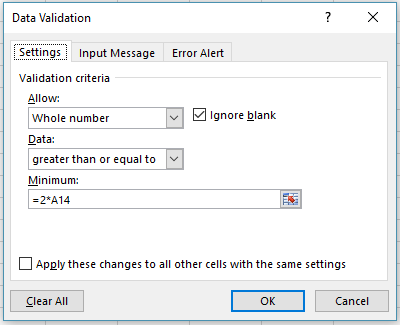 Data Validation
Settings Input Message Error Alert
Validation criteria
Allow:
Whole number Ignore blank
Data:
greater than or equal to
Minimum:
=2*A14
Apply these changes to all other cells with the same settings
Clear All OK Cancel